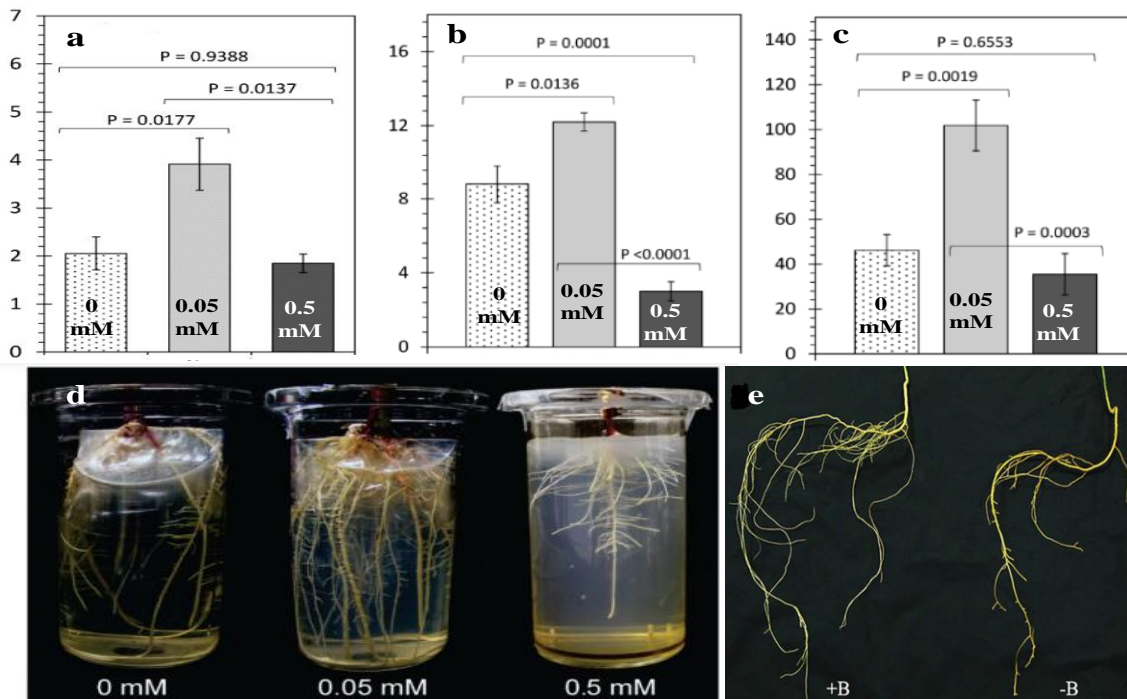 a
7
6
5
4
3
2
1
0
P = 0.9388
P = 0.0137
P = 0.0177
0
mM
0.05
mM
0.5
mM
b
16
12
8
4
0
P = 0.0001
P = 0.0136
P <0.0001
0
mM
0.05
mM
0.5
mM
c
140
120
100
80
60
40
20
0
P = 0.6553
P = 0.0019
P = 0.0003
0
mM
0.05
mM
0.5
mM
d
0 mM
0.05 mM
0.5 mM
e
+B
-B